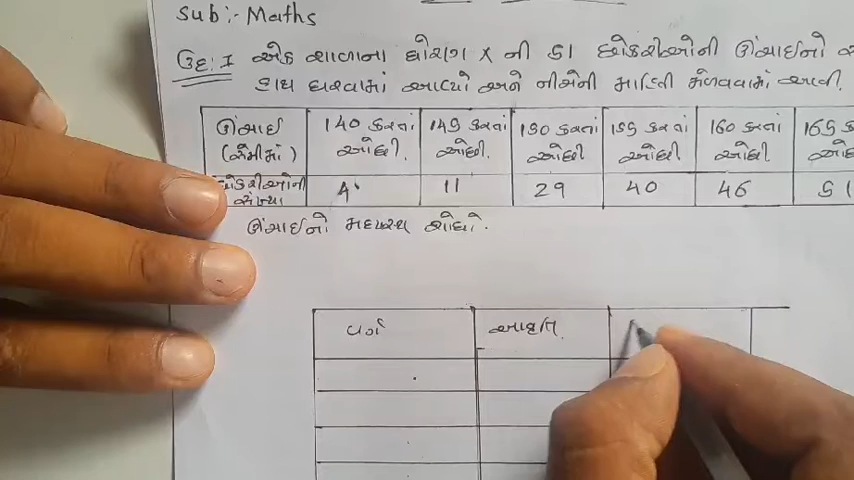 Sub:- Maths
ઉદા: I એક શાળાના ધોરણ X ની 51 છોકરીઓની ઊંચાઈનો
હાથ ધરવામાં આવ્યો અને નીચેની માહિતી મેળવવામાં આવી.
ઊંચાઈ (સેમીમાં) 140 કરતાં ઓછી. 145 કરતાં ઓછી. 150 કરતાં ઓછી 155 કરતાં ઓછી 160 કરતાં ઓછી 165
છોકરીઓની સંખ્યા 4 11 29 40 46 51
ઊંચાઈનો મધ્યસ્થ શોધો.
વર્ગ આવૃત્તિ.